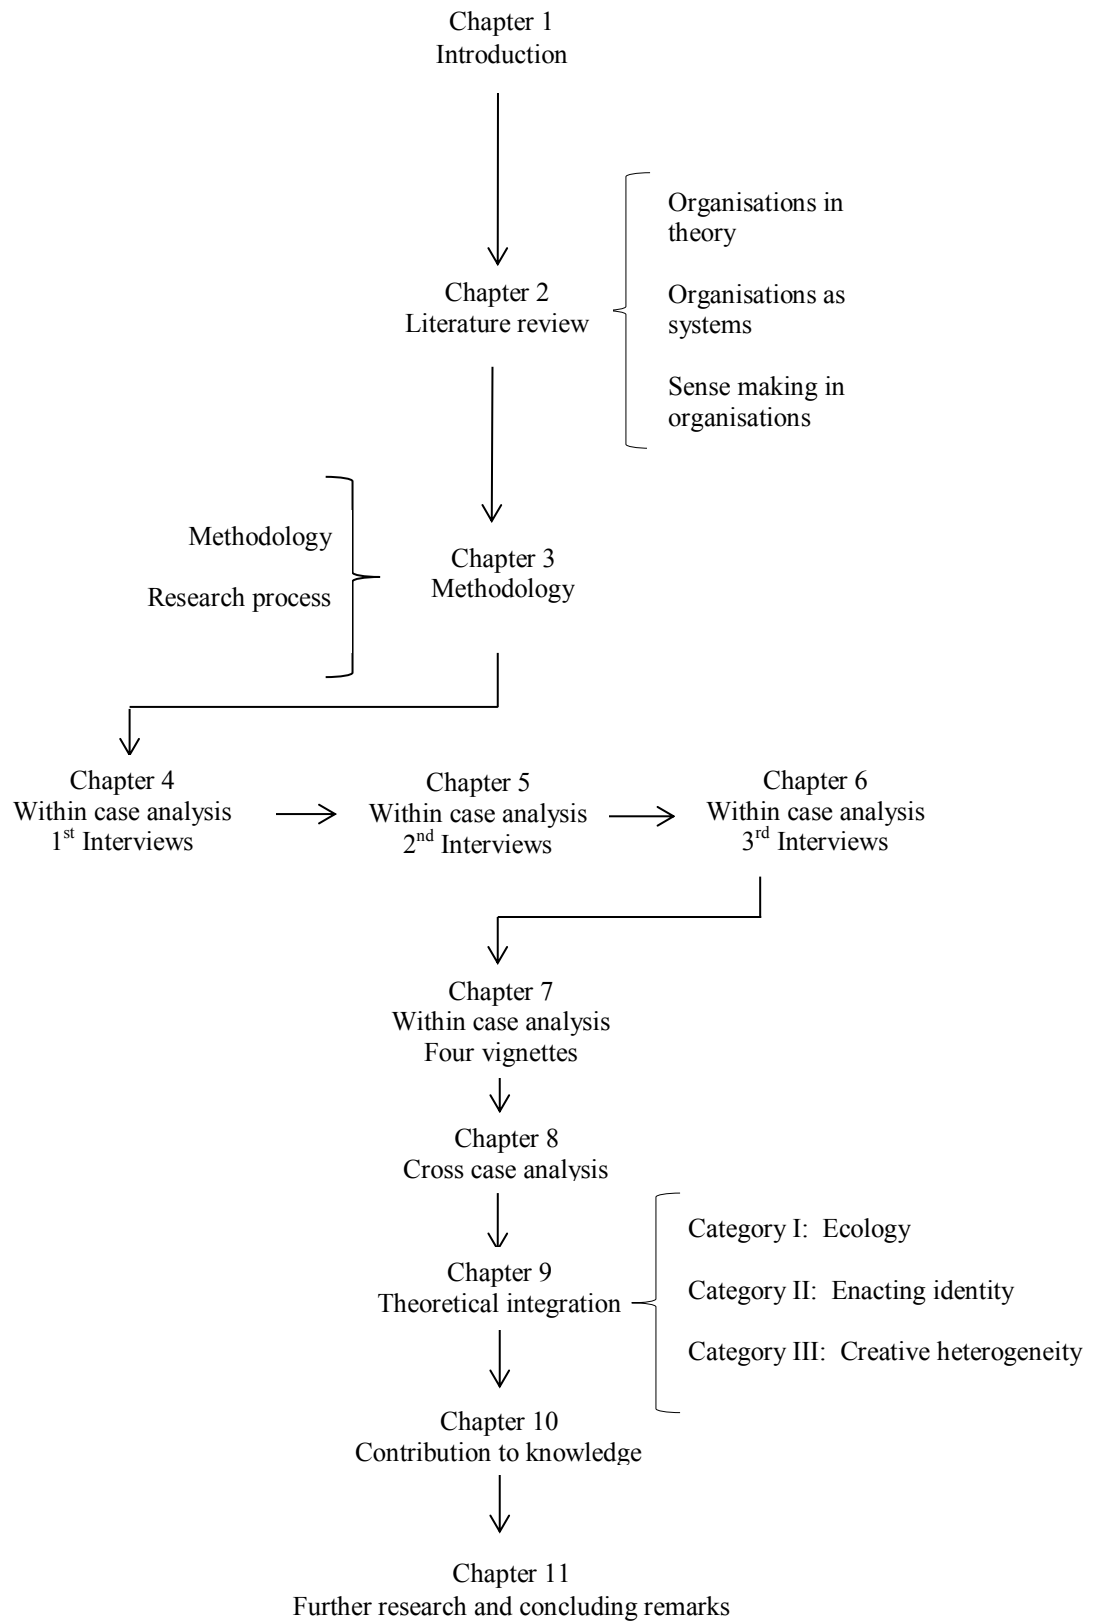 Chapter 1
Introduction
Chapter 2
Literature review
Organisations in
theory
Organisations as
systems
Sense making in
organisations
Methodology
Research process
Chapter 3
Methodology
Chapter 4
Within case analysis
1st Interviews
Chapter 5
Within case analysis
2nd Interviews
Chapter 6
Within case analysis
3rd Interviews
Chapter 7
Within case analysis
Four vignettes
Chapter 8
Cross case analysis
Chapter 9
Theoretical integration
Category I: Ecology
Category II: Enacting identity
Category III: Creative heterogeneity
Chapter 10
Contribution to knowledge
Chapter 11
Further research and concluding remarks